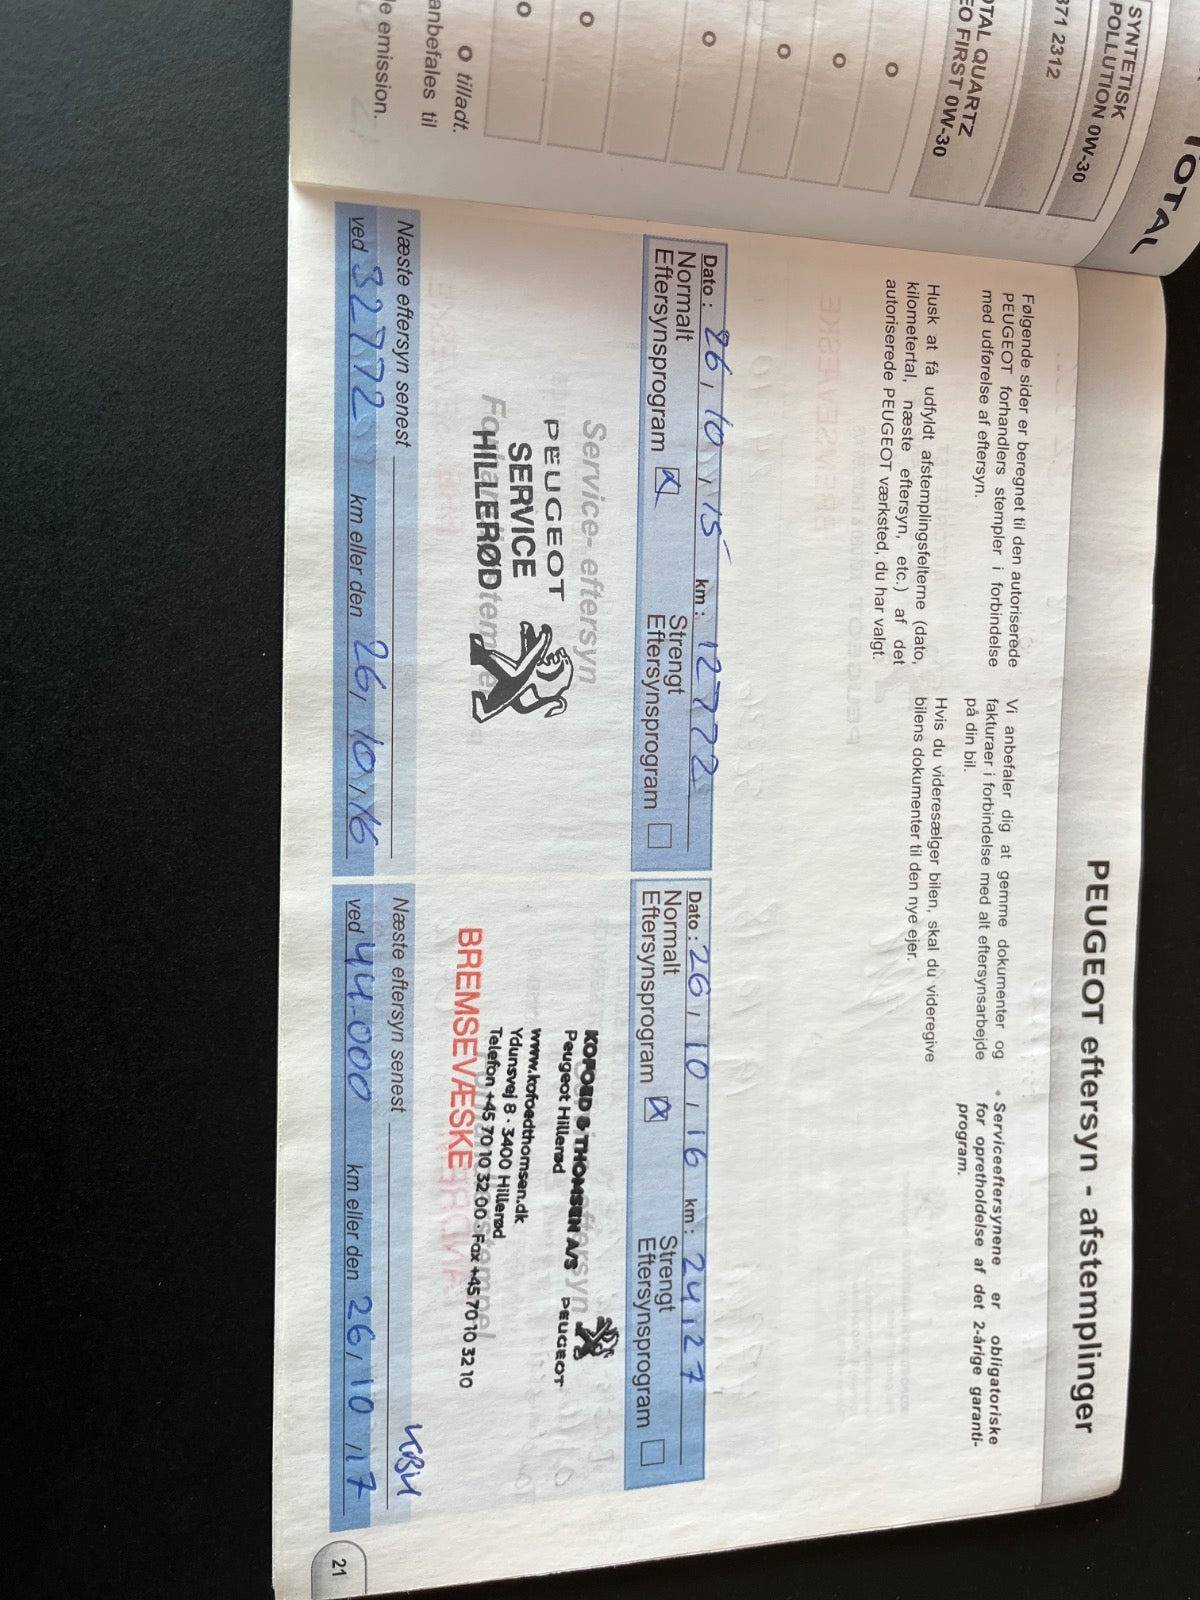 TOTAL
SYNTETISK
POLLUTION 0W-30
371 2312
TOTAL QUARTZ
FIRST 0W-30
o
o
o
o
o
o
o tilladt.
anbefales til
emission.
PEUGEOT eftersyn - afstemplinger
Følgende sider er beregnet til den autoriserede
PEUGEOT forhandlers stempler i forbindelse
med udførelse af eftersyn.
Husk at få udfyldt afstemplingsfelterne (dato,
kilometertal, næste eftersyn, etc.) af det
autoriserede PEUGEOT værksted, du har valgt.
Vi anbefaler dig at gemme dokumenter og
fakturaer i forbindelse med alt eftersynsarbejde
på din bil.
Hvis du videresælger bilen, skal du videregive
bilens dokumenter til den nye ejer.
* Serviceeftersynene er obligatoriske
for opretholdelse af det 2-årige garanti-
program.
Dato : 26, 10, 15 km : 12772
Normalt Eftersynsprogram ☒ Strengt Eftersynsprogram ☐
Service- eftersyn
PEUGEOT
SERVICE
HILLERØD
Næste eftersyn senest
ved 32772 km eller den 26, 10, 16
Dato : 26, 10, 16 km : 24,27
Normalt Eftersynsprogram ☒ Strengt Eftersynsprogram ☐
KOFOED & THOMSEN A/S
Peugeot Hillerød PEUGEOT
www.kofoedthomsen.dk
Ydunsvej 8 · 3400 Hillerød
Telefon +45 70 10 32 00 · Fax +45 70 10 32 10
BREMSEVÆSKE
Næste eftersyn senest
ved 44-000 km eller den 26, 10, 17
21